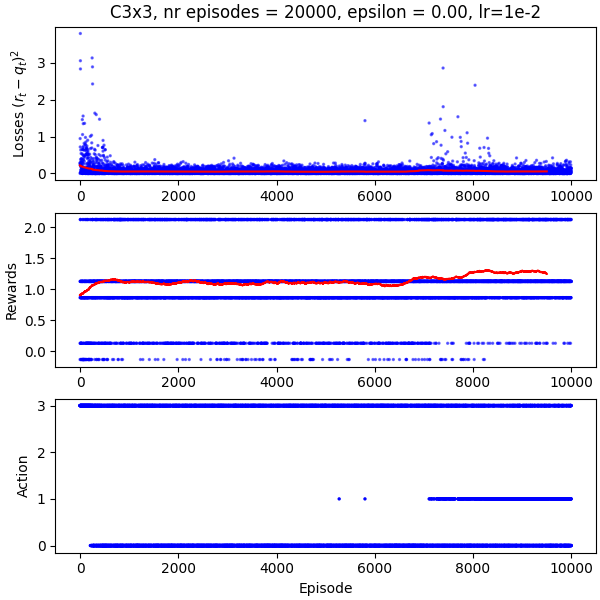 C3x3, nr episodes = 20000, epsilon = 0.00, lr=1e-2
Losses $(r_t - q_t)^2$
3
2
1
0
0 2000 4000 6000 8000 10000
Rewards
2.0
1.5
1.0
0.5
0.0
0 2000 4000 6000 8000 10000
Action
3
2
1
0
0 2000 4000 6000 8000 10000
Episode